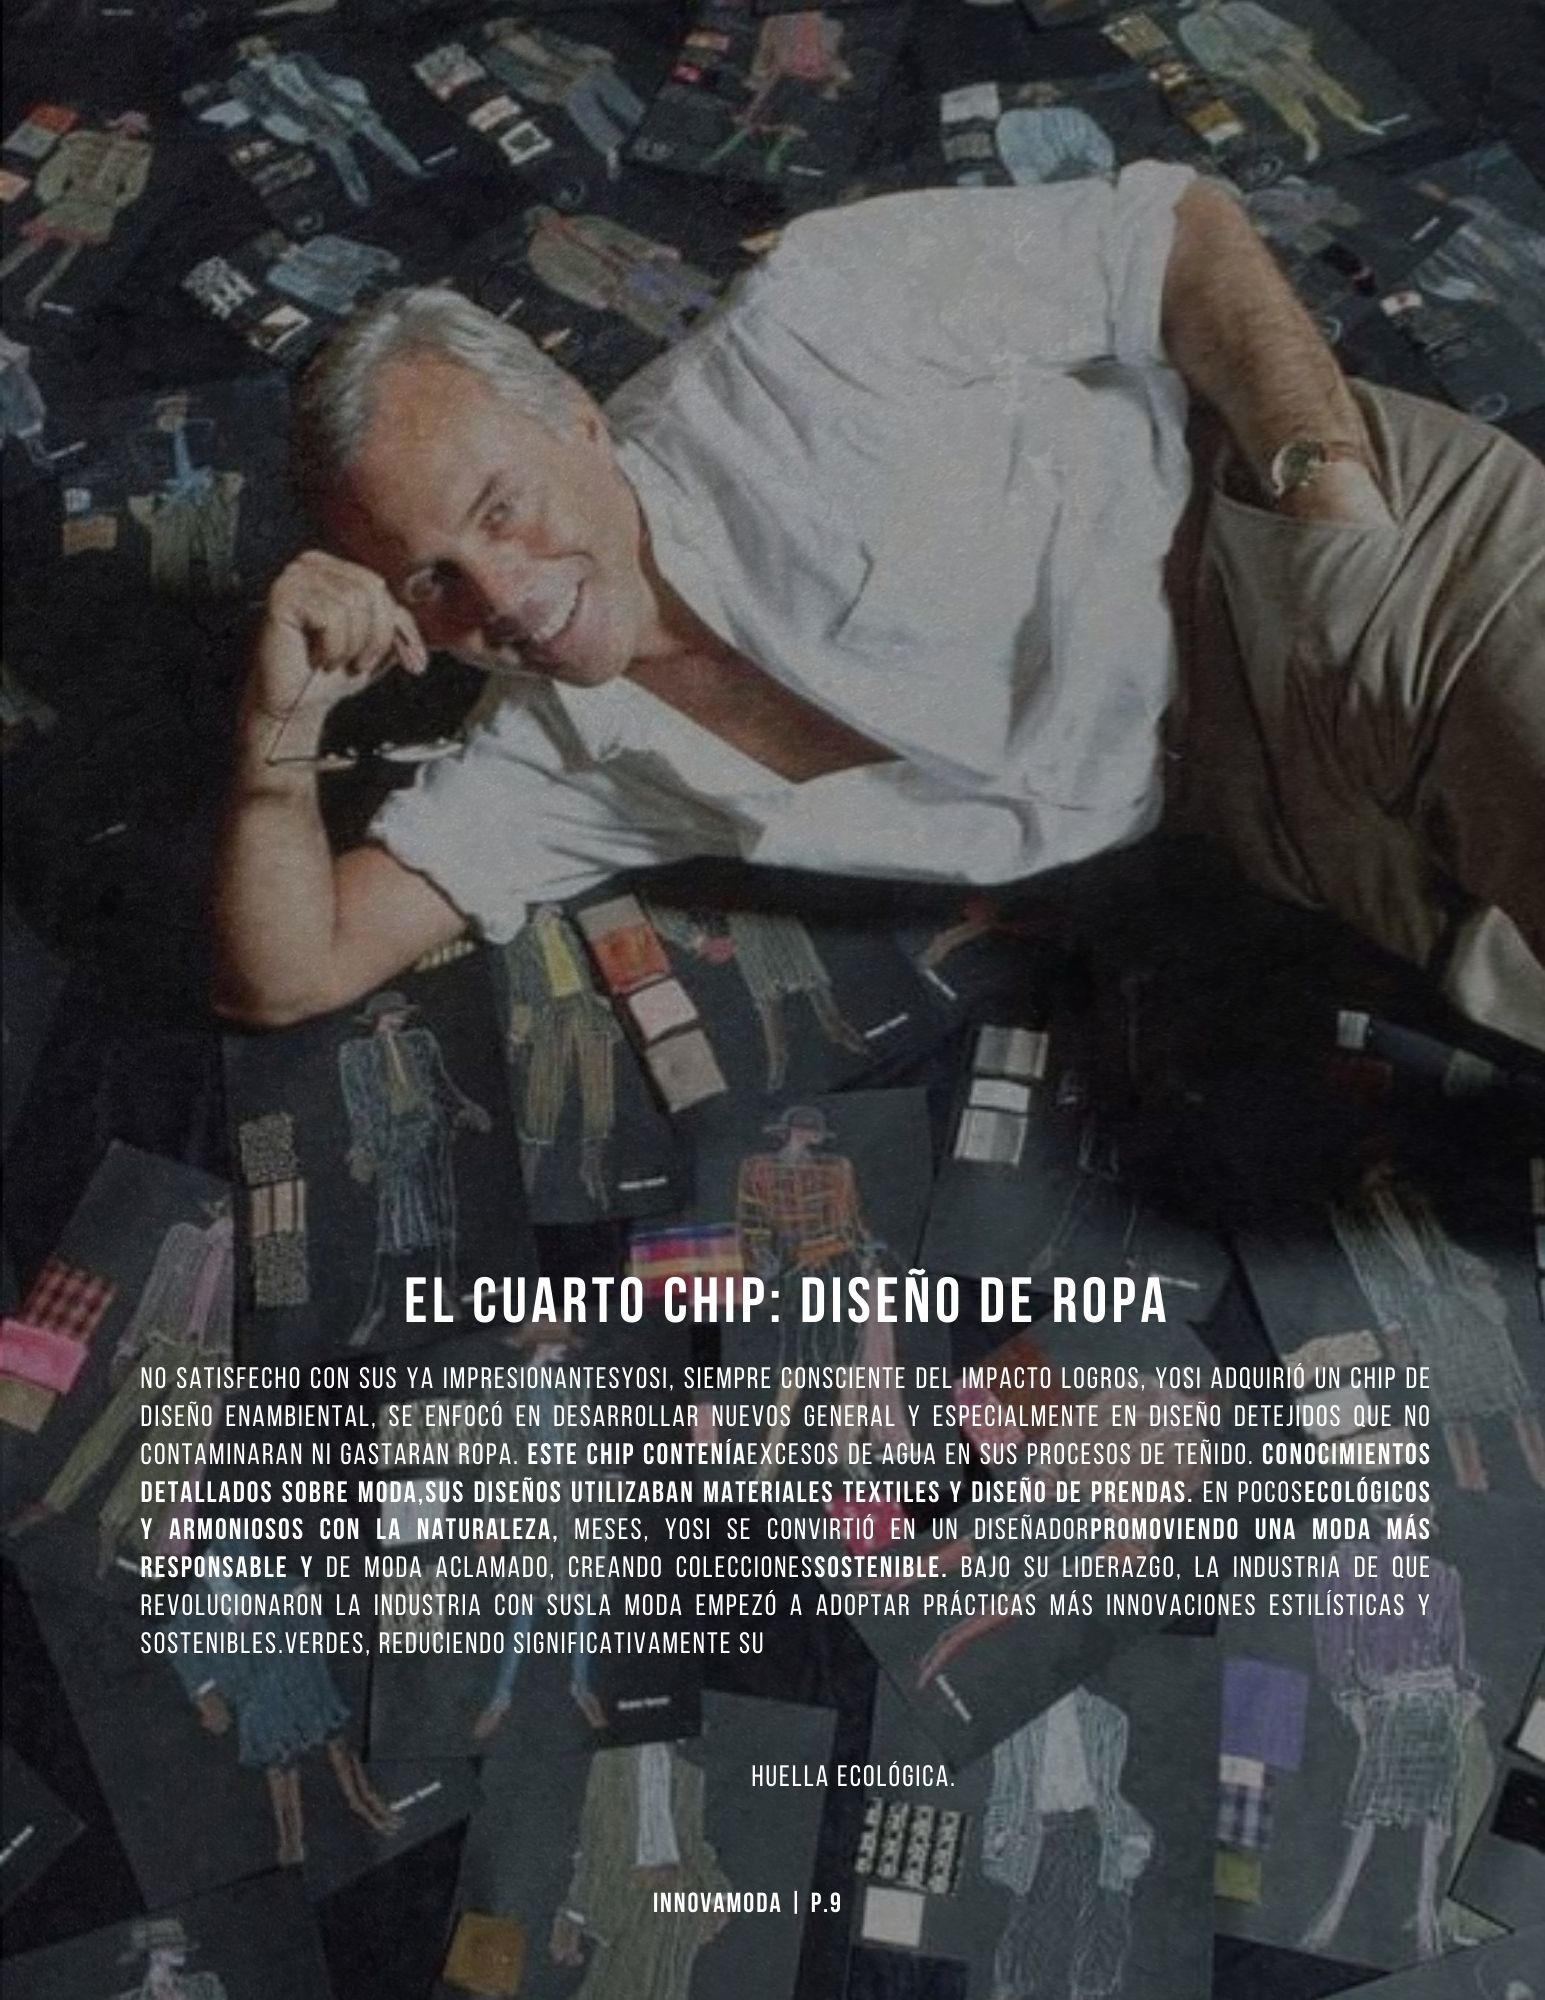 EL CUARTO CHIP: DISEÑO DE ROPA
NO SATISFECHO CON SUS YA IMPRESIONANTESYOSI, SIEMPRE CONSCIENTE DEL IMPACTO LOGROS, YOSI ADQUIRIÓ UN CHIP DE
DISEÑO ENAMBIENTAL, SE ENFOCÓ EN DESARROLLAR NUEVOS GENERAL Y ESPECIALMENTE EN DISEÑO DETEJIDOS QUE NO
CONTAMINARAN NI GASTARAN ROPA. ESTE CHIP CONTENÍAEXCESOS DE AGUA EN SUS PROCESOS DE TEÑIDO. CONOCIMIENTOS
DETALLADOS SOBRE MODA,SUS DISEÑOS UTILIZABAN MATERIALES TEXTILES Y DISEÑO DE PRENDAS. EN POCOSECOLÓGICOS
Y ARMONIOSOS CON LA NATURALEZA, MESES, YOSI SE CONVIRTIÓ EN UN DISEÑADORPROMOVIENDO UNA MODA MÁS
RESPONSABLE Y DE MODA ACLAMADO, CREANDO COLECCIONESSOSTENIBLE. BAJO SU LIDERAZGO, LA INDUSTRIA DE QUE
REVOLUCIONARON LA INDUSTRIA CON SUSLA MODA EMPEZÓ A ADOPTAR PRÁCTICAS MÁS INNOVACIONES ESTILÍSTICAS Y
SOSTENIBLES.VERDES, REDUCIENDO SIGNIFICATIVAMENTE SU
HUELLA ECOLÓGICA.
INNOVAMODA | P.9